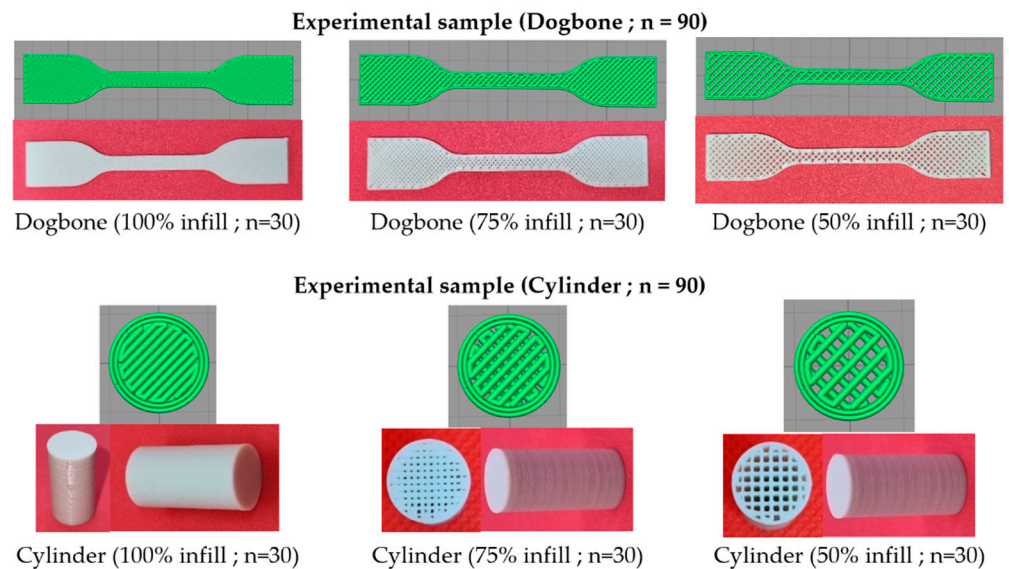 Experimental sample (Dogbone ; n = 90)
Dogbone (100% infill ; n=30)
Dogbone (75% infill ; n=30)
Dogbone (50% infill ; n=30)
Experimental sample (Cylinder ; n = 90)
Cylinder (100% infill ; n=30)
Cylinder (75% infill ; n=30)
Cylinder (50% infill ; n=30)